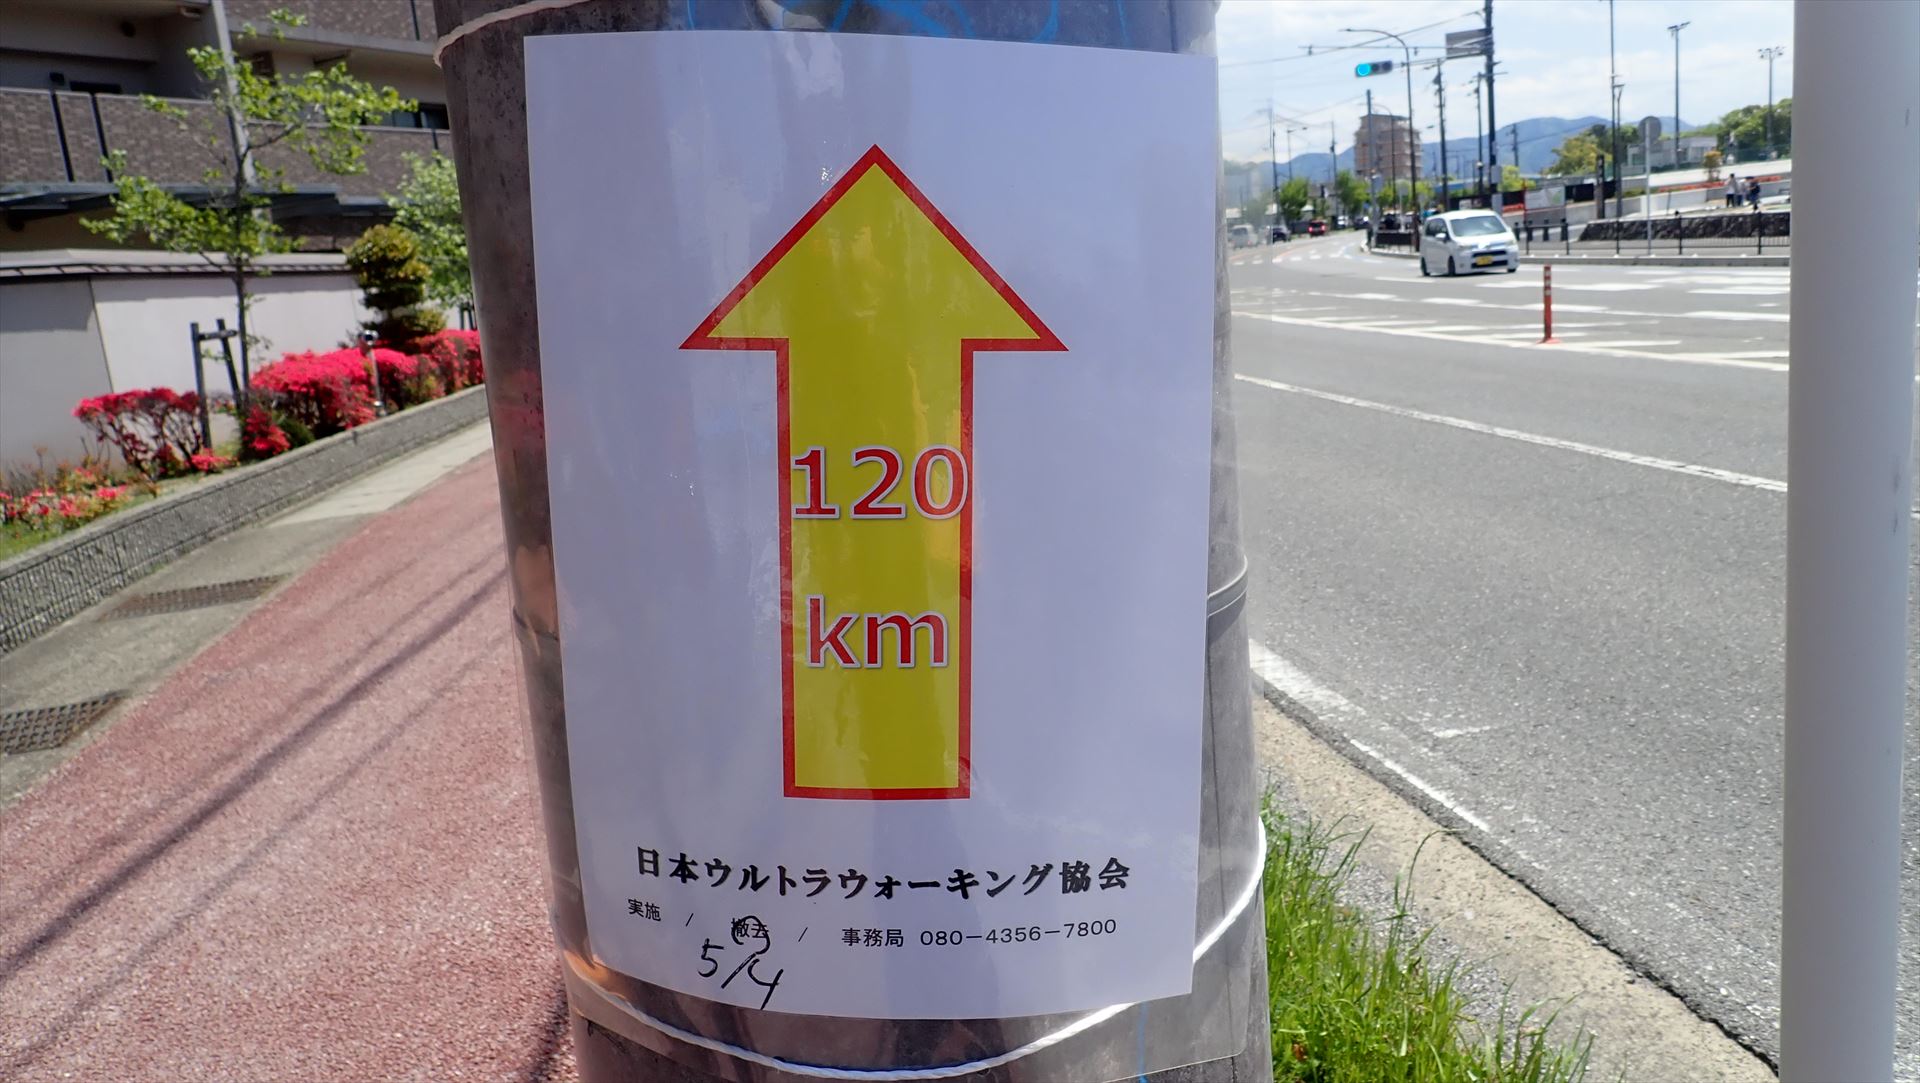 120
km
日本ウルトラウォーキング協会
実施 / 撤去 / 事務局 080-4356-7800
5/4